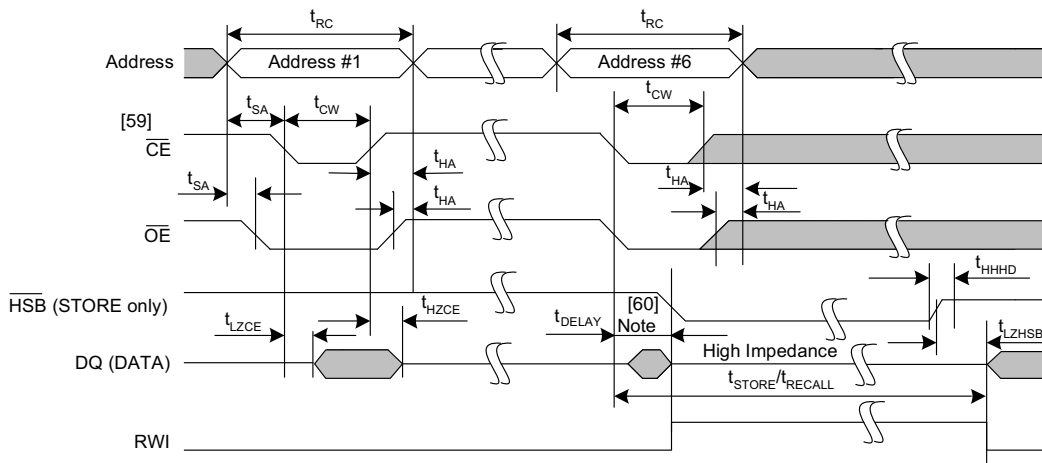 tRC
tRC
Address
Address #1
Address #6
tSA
tCW
tCW
[59]
CE
tHA
tHA
tSA
tHA
tHA
OE
tHHHD
HSB (STORE only)
tHZCE
[60]
tLZCE
tDELAY
Note
tLZHSB
DQ (DATA)
High Impedance
tSTORE/tRECALL
RWI